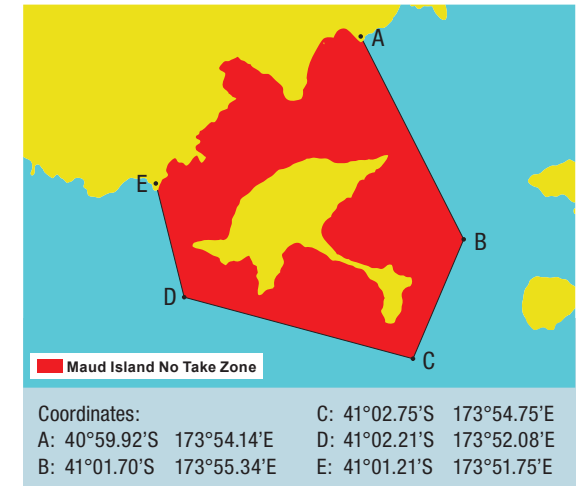 A
E
B
D
C
Maud Island No Take Zone
Coordinates:
A: 40°59.92’S 173°54.14’E
B: 41°01.70’S 173°55.34’E
C: 41°02.75’S 173°54.75’E
D: 41°02.21’S 173°52.08’E
E: 41°01.21’S 173°51.75’E